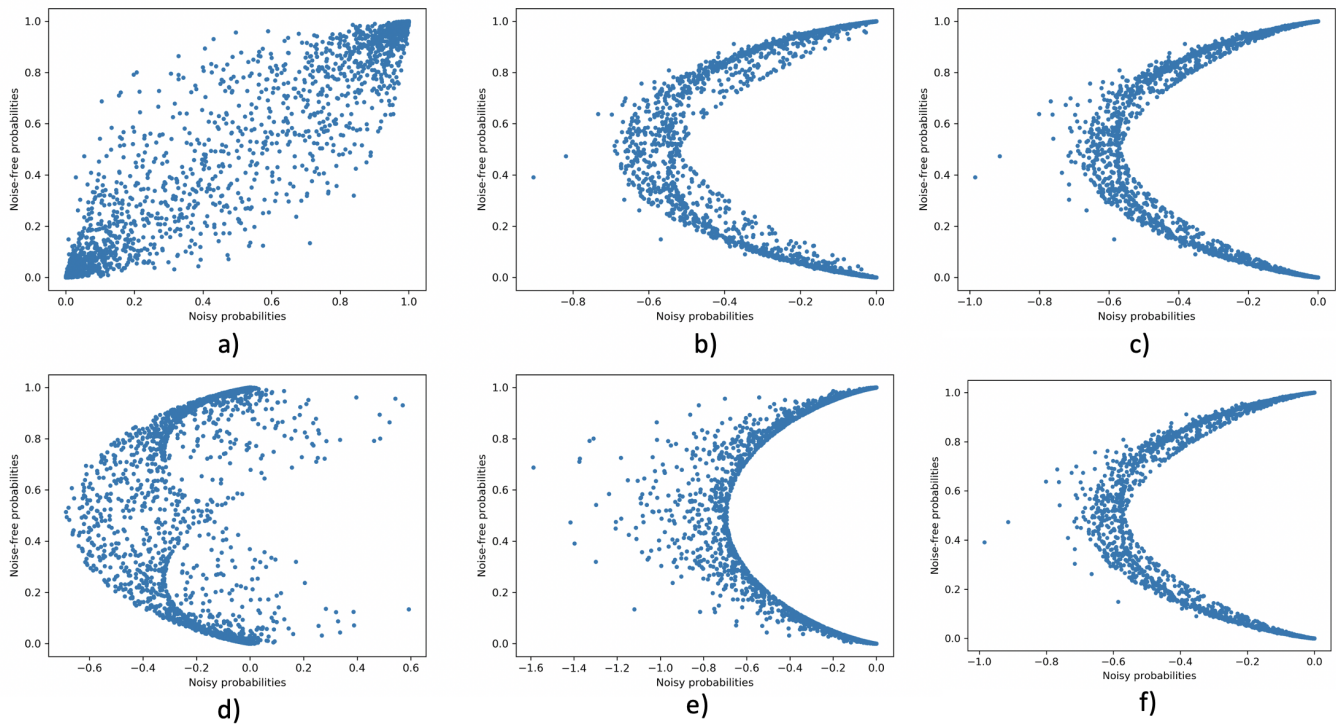 1.0
0.8
0.6
0.4
0.2
0.0
Noise-free probabilities
0.0 0.2 0.4 0.6 0.8 1.0
Noisy probabilities
a)
1.0
0.8
0.6
0.4
0.2
0.0
Noise-free probabilities
−0.8 −0.6 −0.4 −0.2 0.0
Noisy probabilities
b)
1.0
0.8
0.6
0.4
0.2
0.0
Noise-free probabilities
−1.0 −0.8 −0.6 −0.4 −0.2 0.0
Noisy probabilities
c)
1.0
0.8
0.6
0.4
0.2
0.0
Noise-free probabilities
−0.6 −0.4 −0.2 0.0 0.2 0.4 0.6
Noisy probabilities
d)
1.0
0.8
0.6
0.4
0.2
0.0
Noise-free probabilities
−1.6 −1.4 −1.2 −1.0 −0.8 −0.6 −0.4 −0.2 0.0
Noisy probabilities
e)
1.0
0.8
0.6
0.4
0.2
0.0
Noise-free probabilities
−1.0 −0.8 −0.6 −0.4 −0.2 0.0
Noisy probabilities
f)